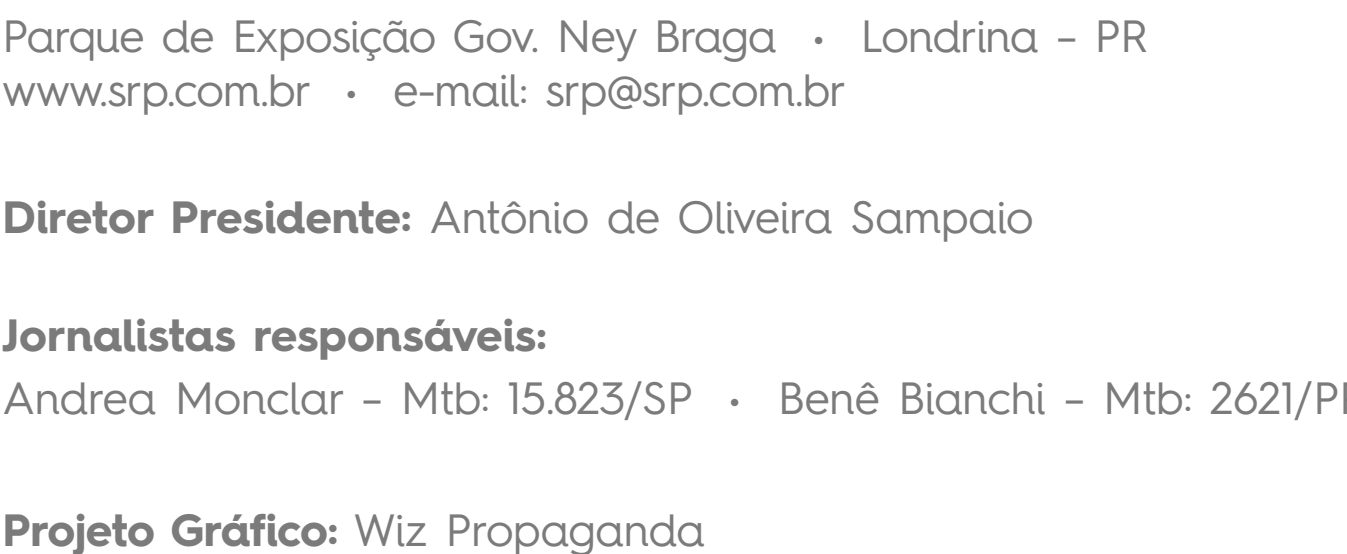 Parque de Exposição Gov. Ney Braga • Londrina – PR
www.srp.com.br • e-mail: srp@srp.com.br
Diretor Presidente: Antônio de Oliveira Sampaio
Jornalistas responsáveis:
Andrea Monclar – Mtb: 15.823/SP • Benê Bianchi – Mtb:
Projeto Gráfico: Wiz Propaganda